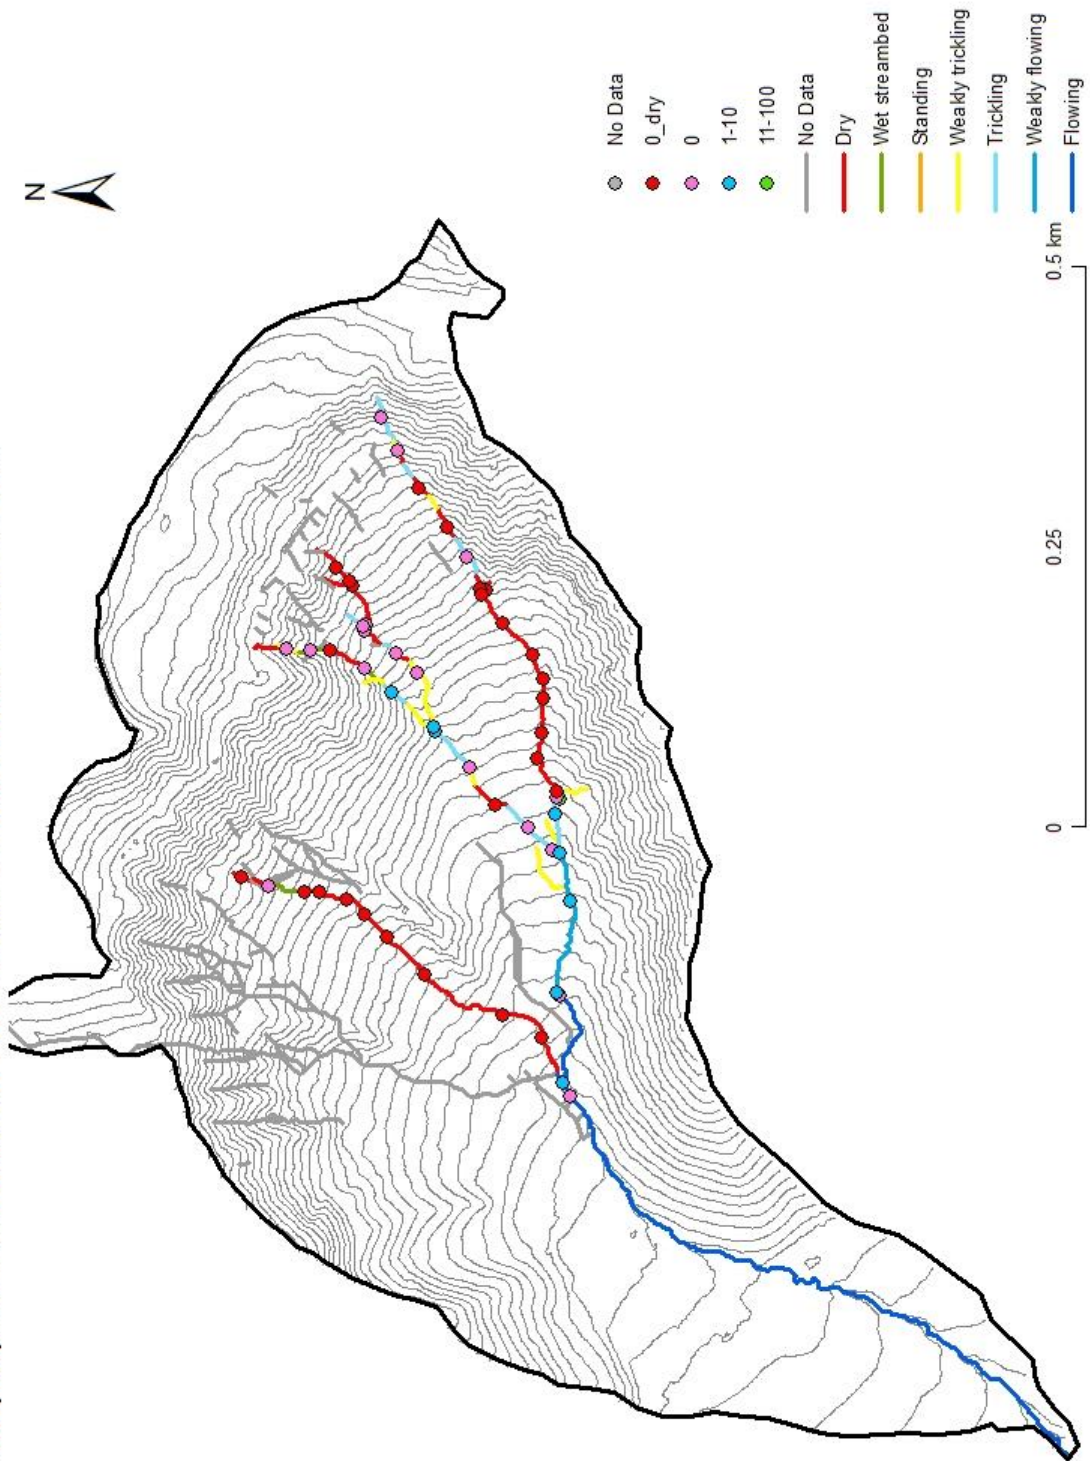 N
No Data
0_dry
0
1-10
11-100
No Data
Dry
Wet streambed
Standing
Weakly trickling
Trickling
Weakly flowing
Flowing
0
0.25
0.5 km